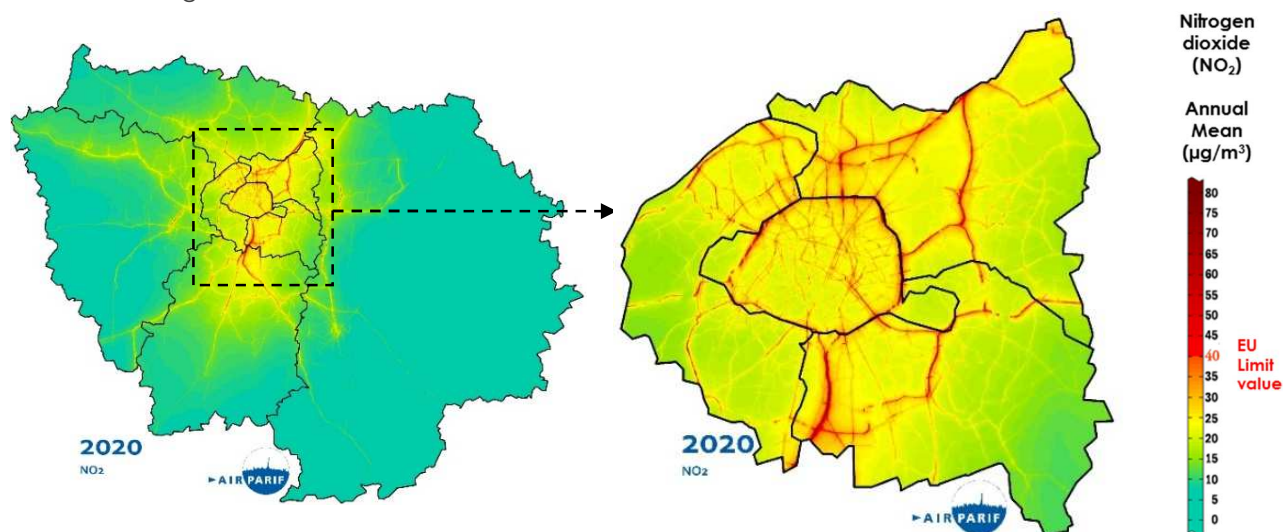 2020
NO2
AIRPARIF
2020
NO2
AIRPARIF
Nitrogen
dioxide
(NO2)
Annual
Mean
(µg/m³)
80
75
70
65
60
55
50
45
40
35
30
25
20
15
10
5
0
EU
Limit
value